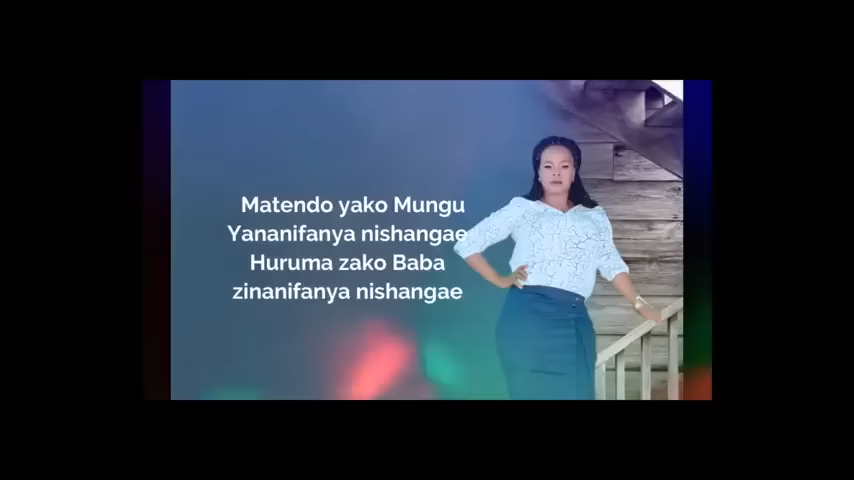 Matendo yako Mungu
Yananifanya nishangae
Huruma zako Baba
zinanifanya nishangae